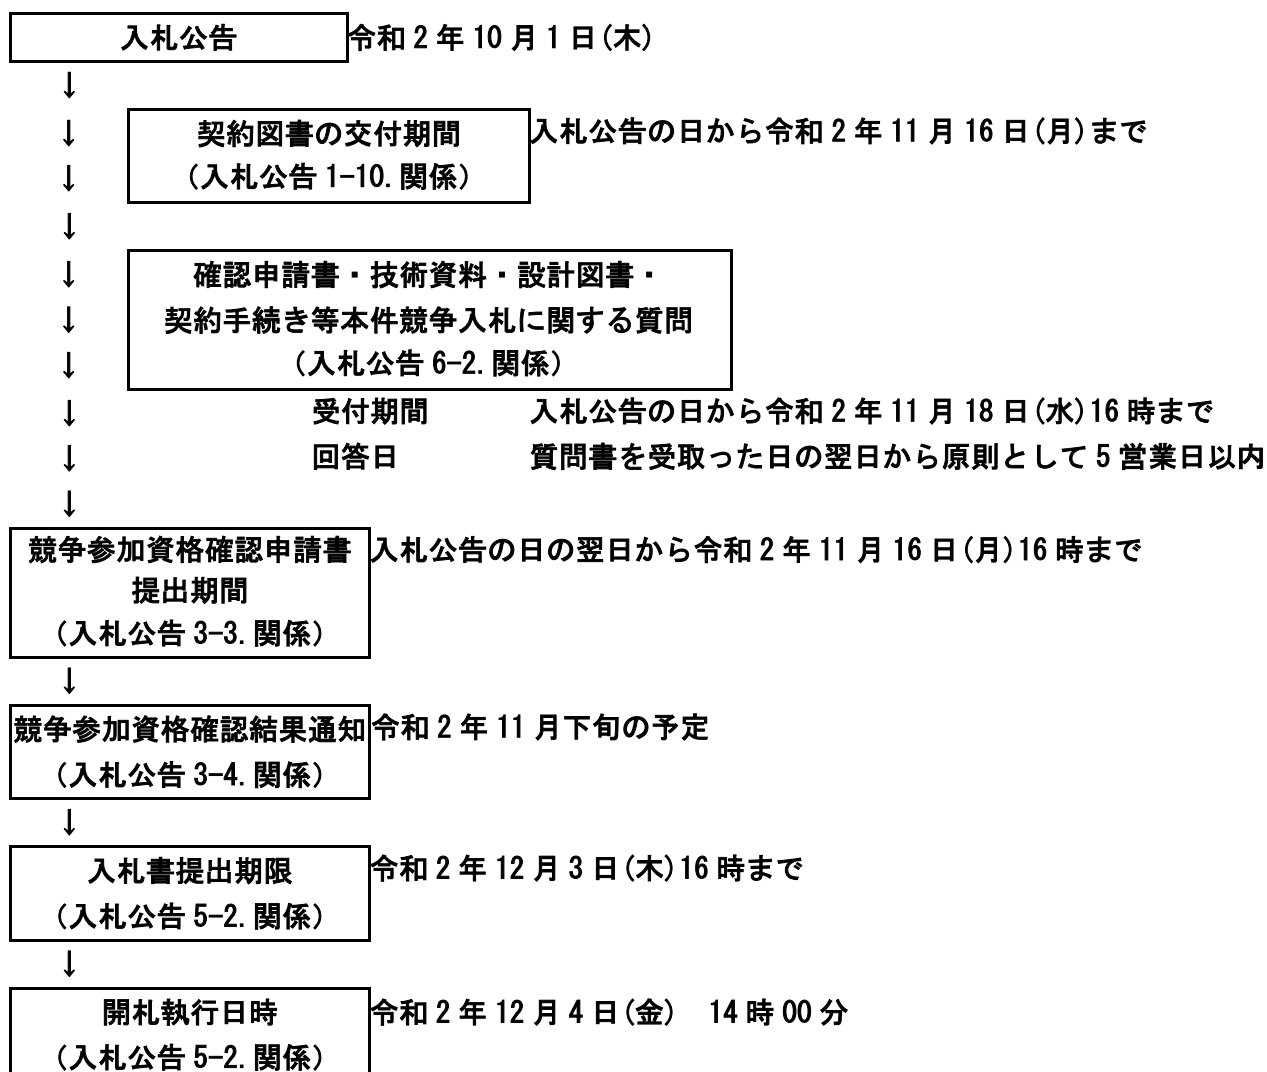 入札公告 令和2年10月1日(木)
↓
↓ 契約図書の交付期間 入札公告の日から令和2年11月16日(月)まで
↓ (入札公告1-10.関係)
↓
↓ 確認申請書・技術資料・設計図書・
↓ 契約手続き等本件競争入札に関する質問
↓ (入札公告6-2.関係)
↓ 受付期間 入札公告の日から令和2年11月18日(水)16時まで
↓ 回答日 質問書を受取った日の翌日から原則として5営業日以内
↓
競争参加資格確認申請書 入札公告の日の翌日から令和2年11月16日(月)16時まで
提出期間
(入札公告3-3.関係)
↓
競争参加資格確認結果通知 令和2年11月下旬の予定
(入札公告3-4.関係)
↓
入札書提出期限 令和2年12月3日(木)16時まで
(入札公告5-2.関係)
↓
開札執行日時 令和2年12月4日(金) 14時00分
(入札公告5-2.関係)